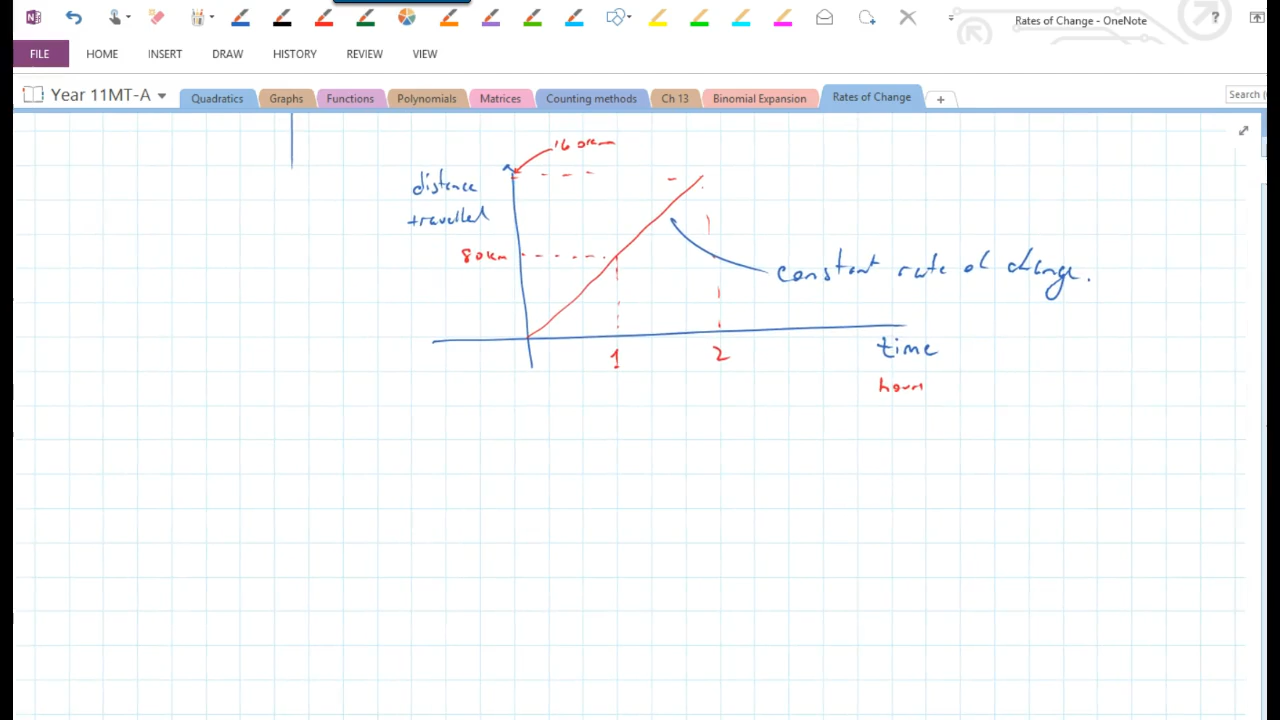 Rates of Change - OneNote
?
FILE
HOME
INSERT
DRAW
HISTORY
REVIEW
VIEW
Year 11MT-A
Quadratics
Graphs
Functions
Polynomials
Matrices
Counting methods
Ch 13
Binomial Expansion
Rates of Change
+
Search (
160km
distance
travelled
80km
constant rate of change.
1
2
time
hours